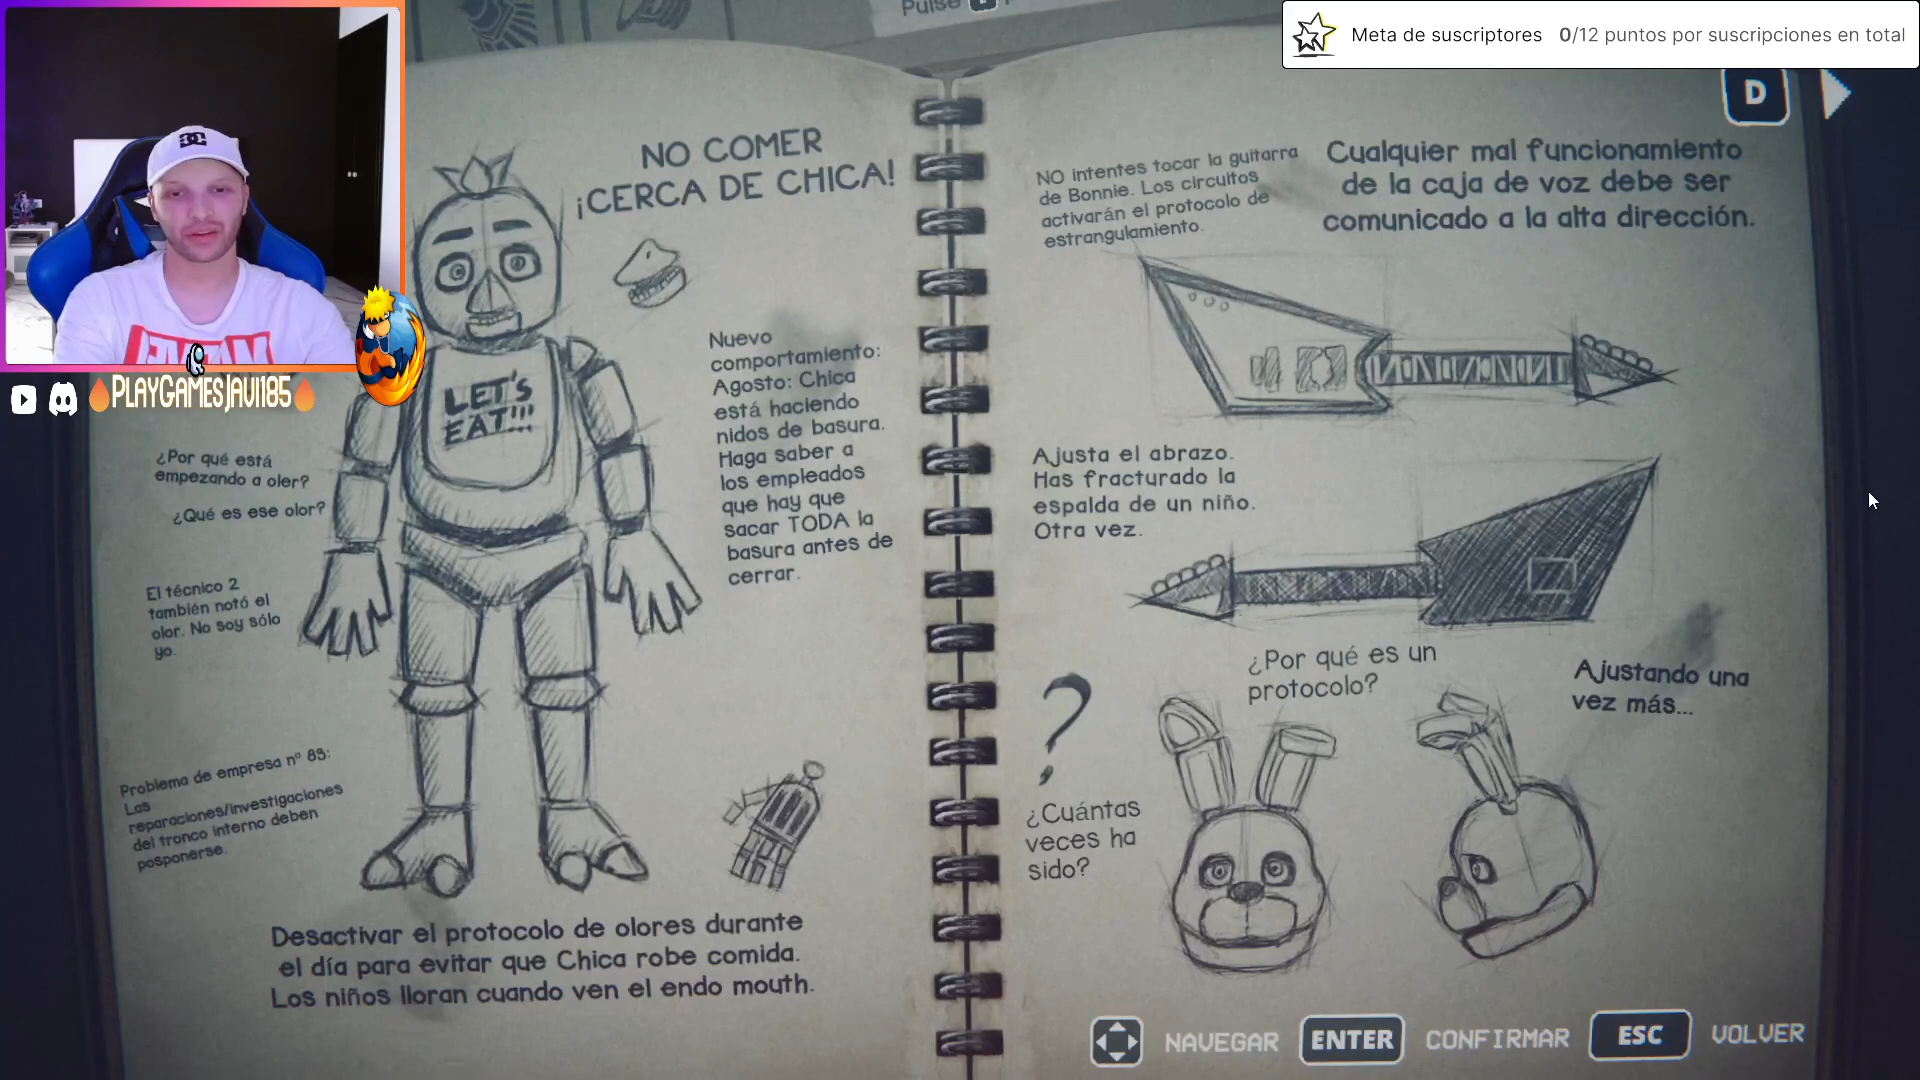 Pulse
Meta de suscriptores 0/12 puntos por suscripciones en total
D
PLAYGAMESJAVI185
NO COMER
¡CERCA DE CHICA!
LET'S
EAT!!!
Nuevo
comportamiento:
Agosto: Chica
está haciendo
nidos de basura.
Haga saber a
los empleados
que hay que
sacar TODA la
basura antes de
cerrar.
¿Por qué está
empezando a oler?
¿Qué es ese olor?
El técnico 2
también notó el
olor. No soy sólo
yo.
Problema de empresa nº 83:
Las
reparaciones/investigaciones
del tronco interno deben
posponerse.
Desactivar el protocolo de olores durante
el día para evitar que Chica robe comida.
Los niños lloran cuando ven el endo mouth.
NO intentes tocar la guitarra
de Bonnie. Los circuitos
activarán el protocolo de
estrangulamiento.
Cualquier mal funcionamiento
de la caja de voz debe ser
comunicado a la alta dirección.
Ajusta el abrazo.
Has fracturado la
espalda de un niño.
Otra vez.
¿Por qué es un
protocolo?
Ajustando una
vez más...
?
¿Cuántas
veces ha
sido?
NAVEGAR ENTER CONFIRMAR ESC VOLVER